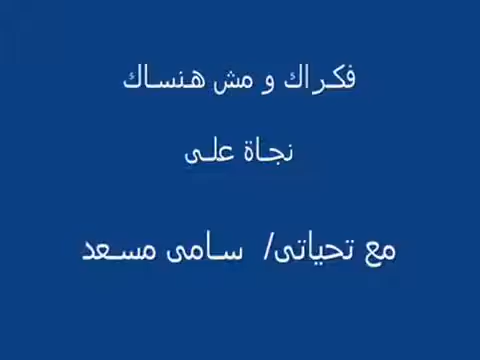 فكراك و مش هنساك
نجاة على
مع تحياتى/ سامى مسعد